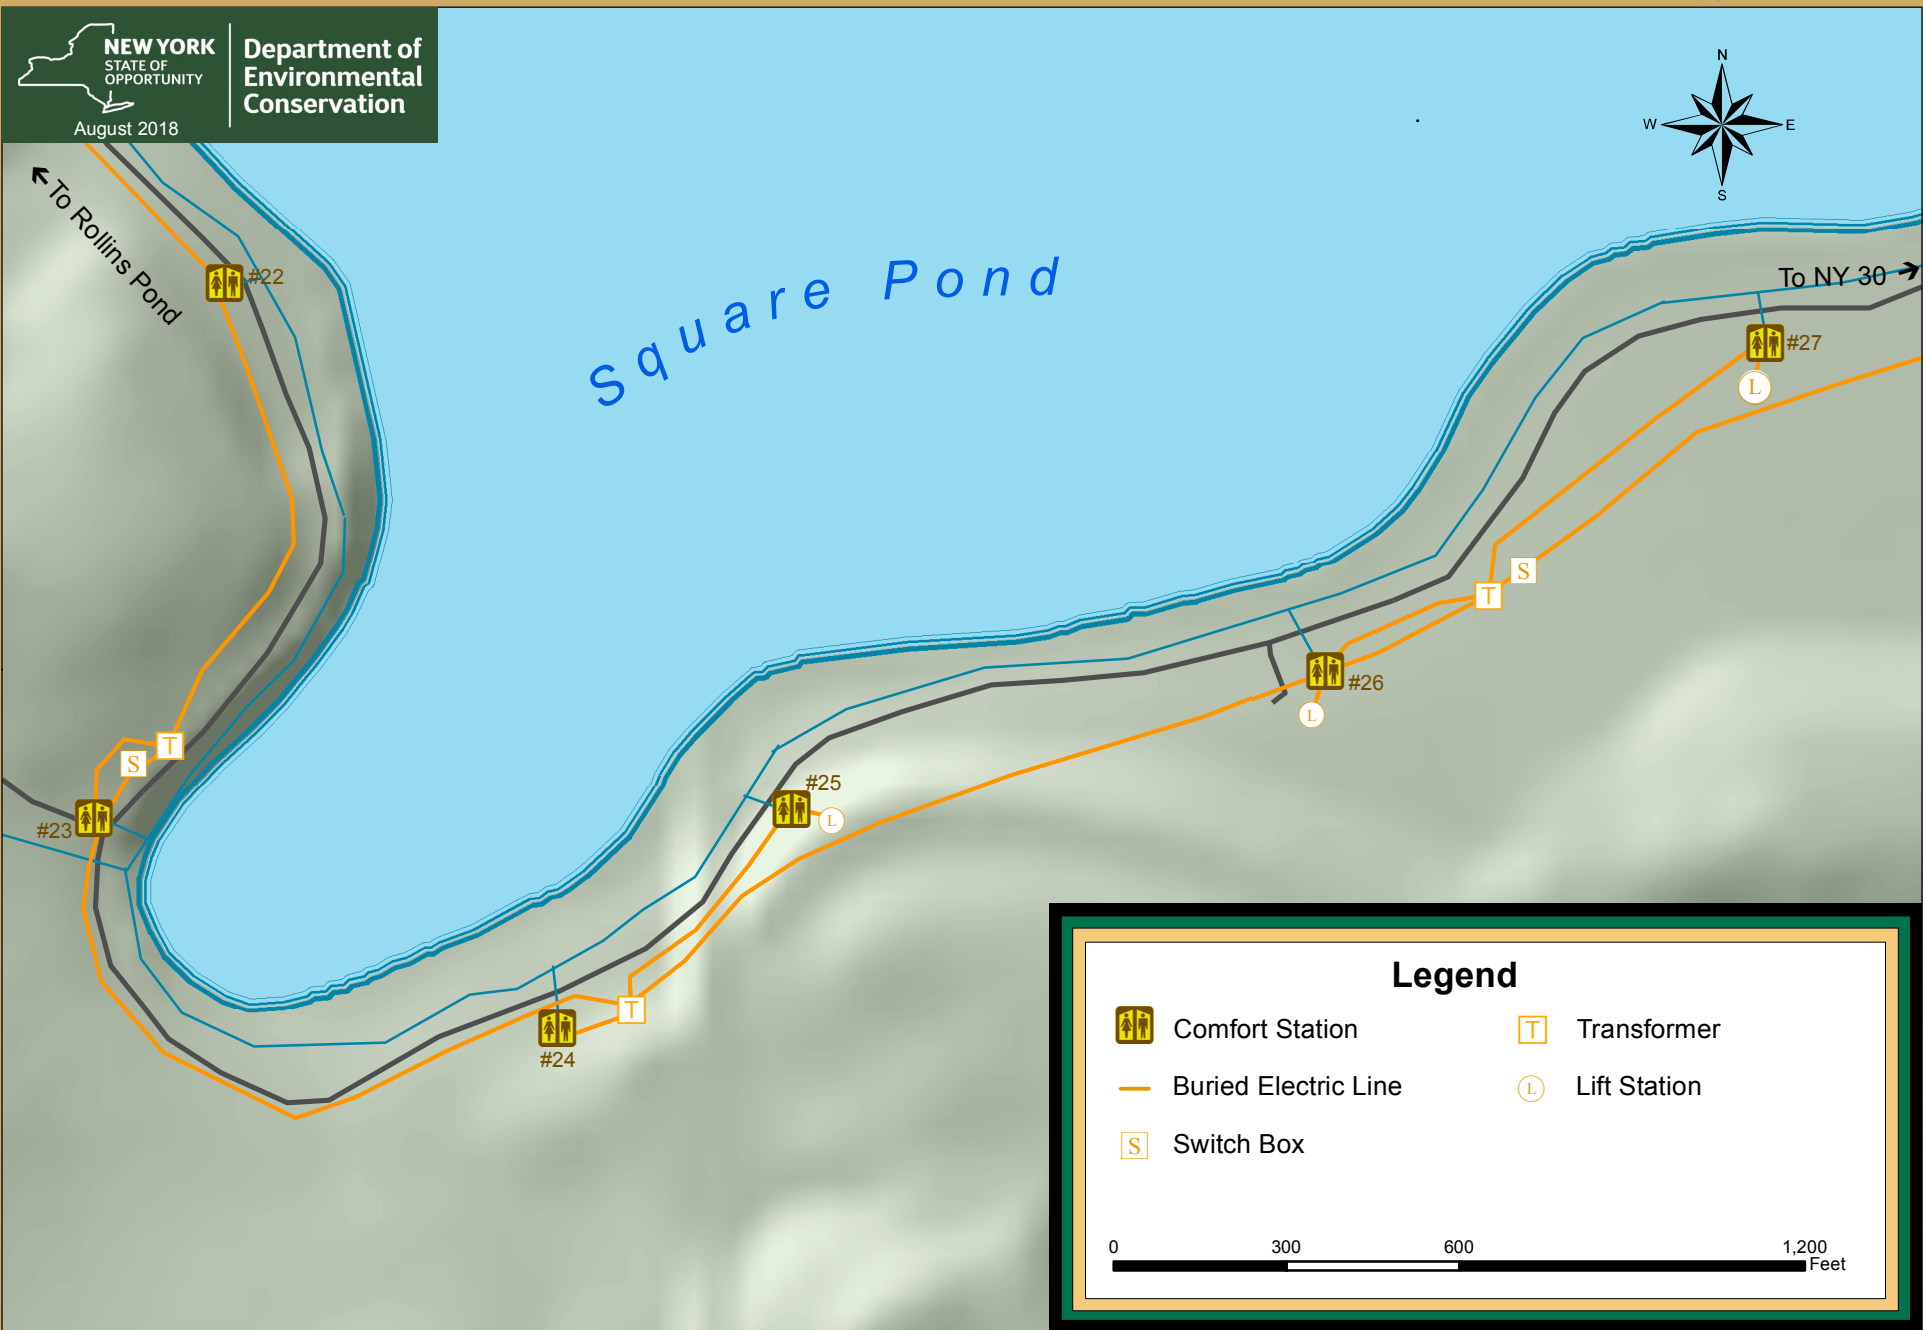 NEW YORK
STATE OF
OPPORTUNITY
Department of
Environmental
Conservation
August 2018
N
W
E
S
To Rollins Pond
Square Pond
To NY 30
#22
#27
L
S
T
#26
L
T
S
#25
L
#23
T
#24
Legend
Comfort Station
T Transformer
Buried Electric Line
L Lift Station
S Switch Box
0 300 600 1,200
Feet